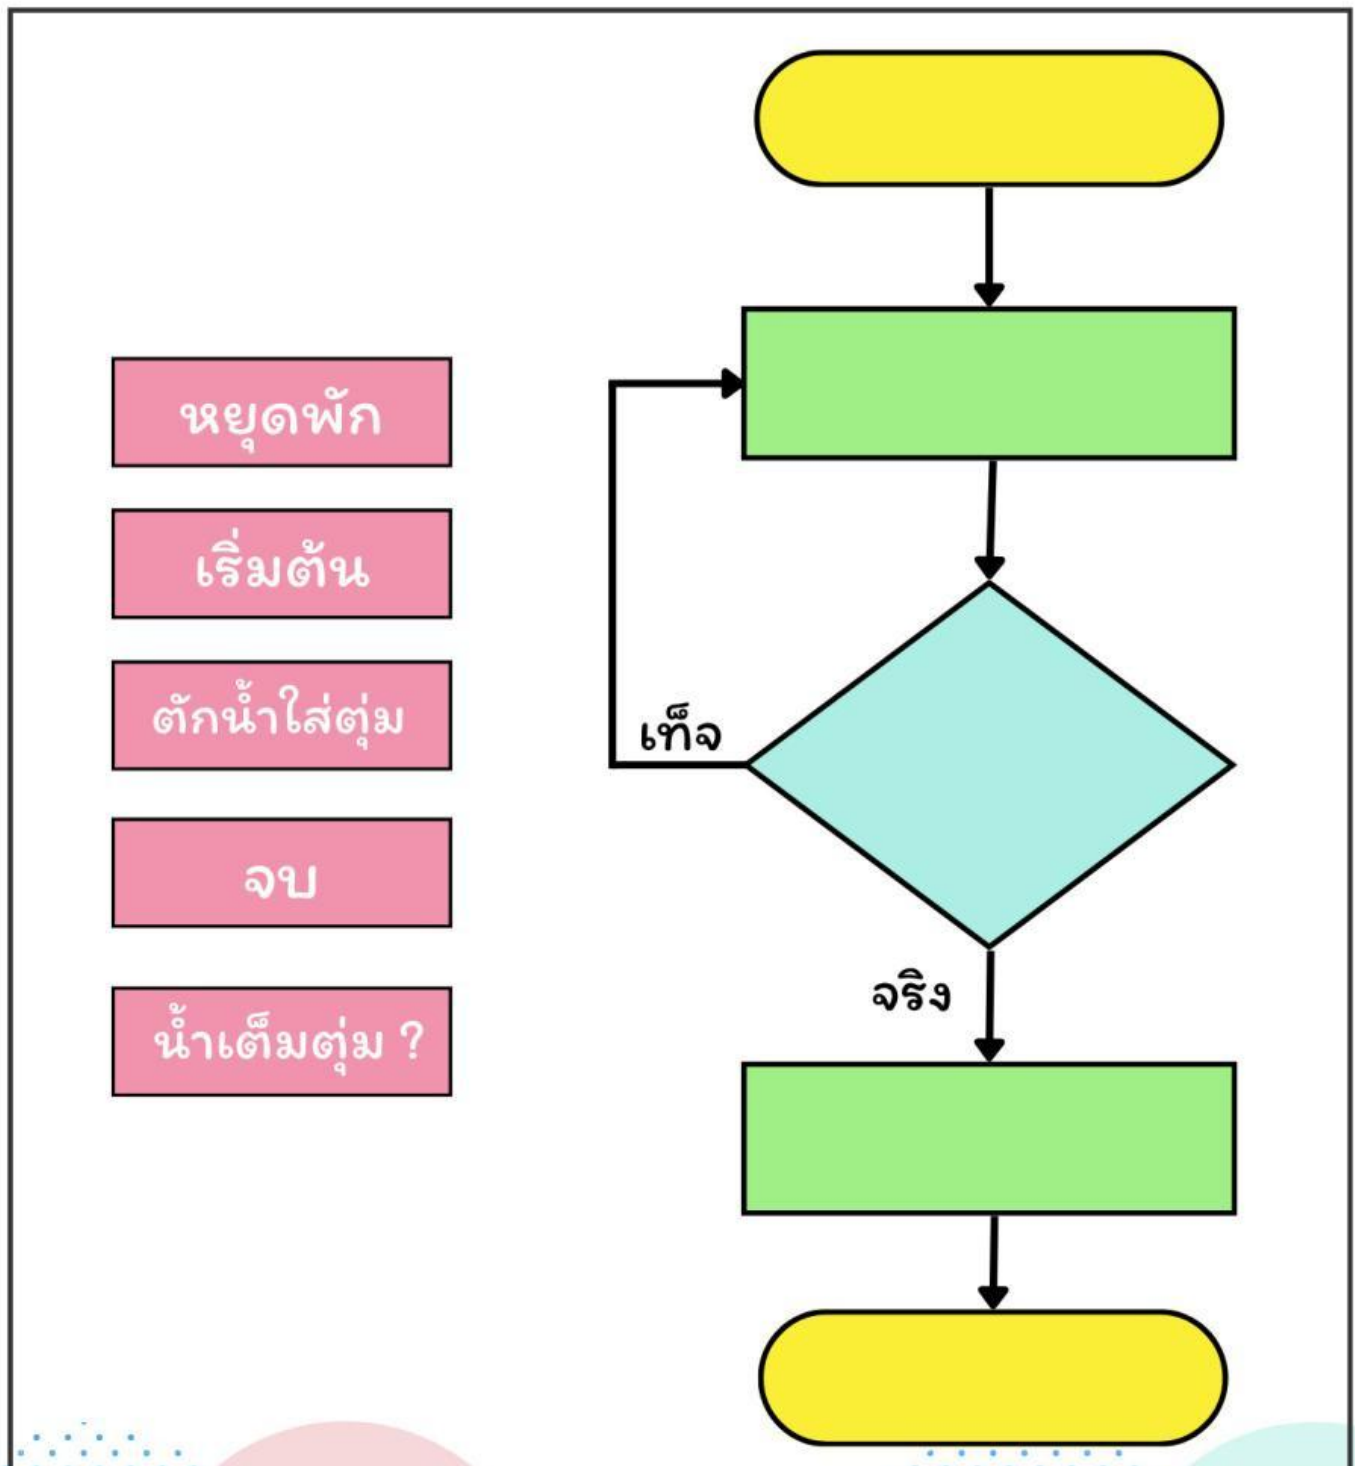 หยุดพัก
เริ่มต้น
ตักน้ำใส่ตุ่ม
จบ
น้ำเต็มตุ่ม ?
เท็จ
จริง